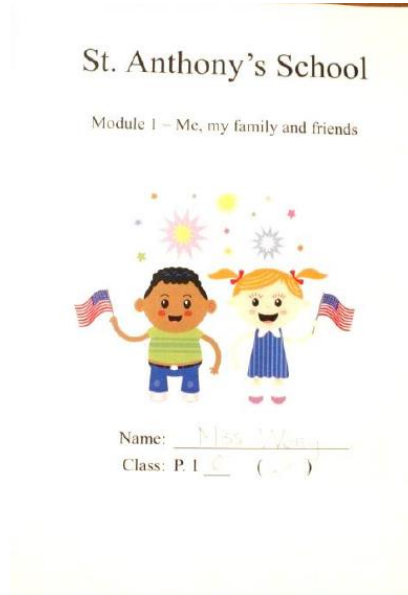 St. Anthony's School
Module 1 – Me, my family and friends
Name: Miss Wong
Class: P. 1 C ( )